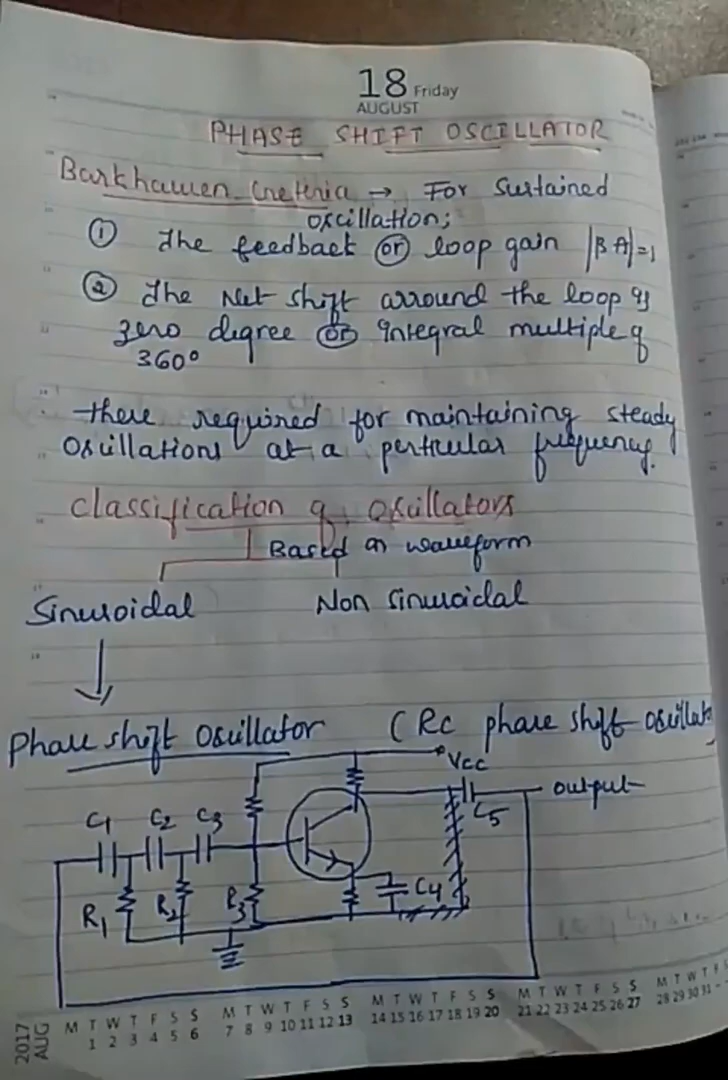 18 Friday
AUGUST
PHASE SHIFT OSCILLATOR
Barkhausen Creteria → For Sustained
oscillation;
① The feedback (or) loop gain |βA|=1
② The Net shift arround the loop is
zero degree (or) integral multiple of
360°
these required for maintaining steady
Oscillations at a perticular frequency.
Classification of Oscillators
Based on waveform
Sinusoidal Non Sinusoidal
Phase shift Oscillator (Rc phase shift oscillator
Vcc
output
C1 C2 C3 C5
R1 R2 R3 C4
2017
AUG
M T W T F S S M T W T F S S M T W T F S S M T W T F S S M T W T F S
1 2 3 4 5 6 7 8 9 10 11 12 13 14 15 16 17 18 19 20 21 22 23 24 25 26 27 28 29 30 31